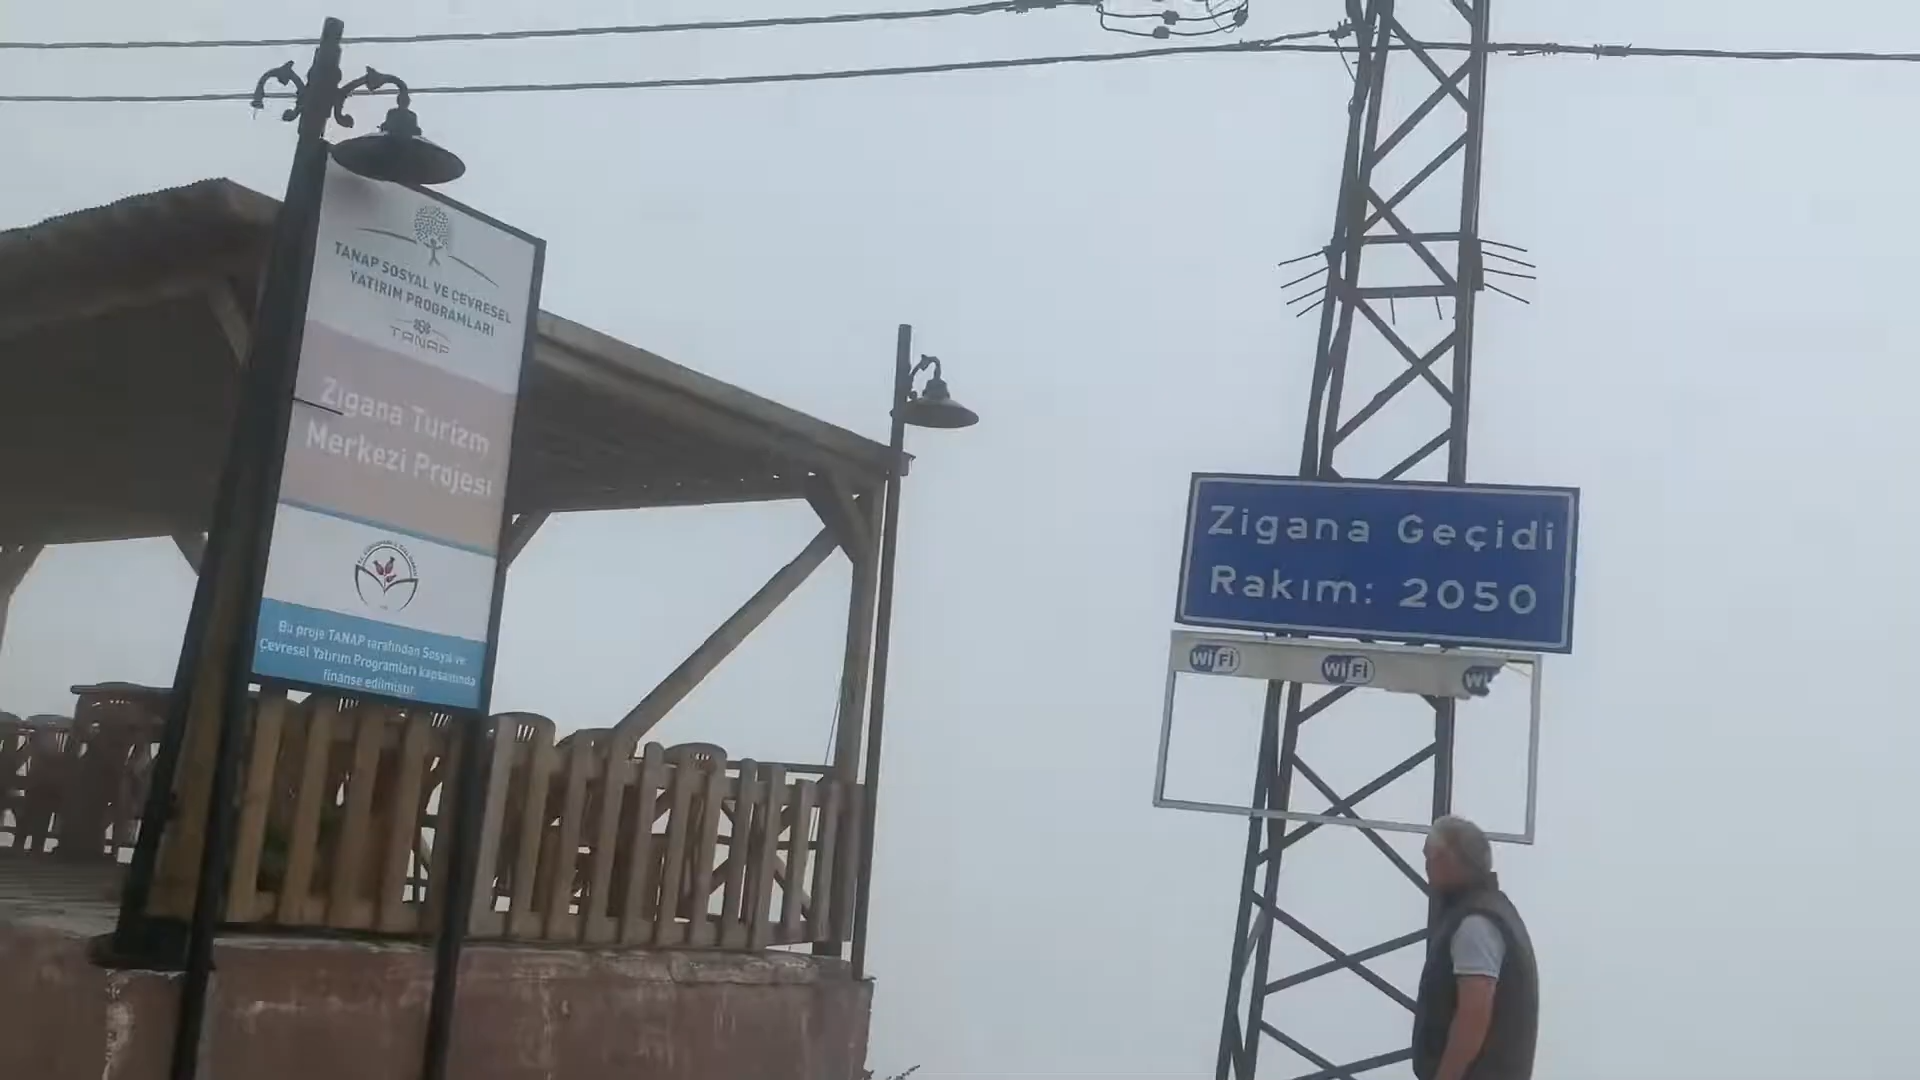 TANAP SOSYAL VE ÇEVRESEL
YATIRIM PROGRAMLARI
TANAP
Zigana Turizm
Merkezi Projesi
Bu proje TANAP tarafından Sosyal ve
Çevresel Yatırım Programları kapsamında
finanse edilmiştir.
Zigana Geçidi
Rakım: 2050
WiFi WiFi